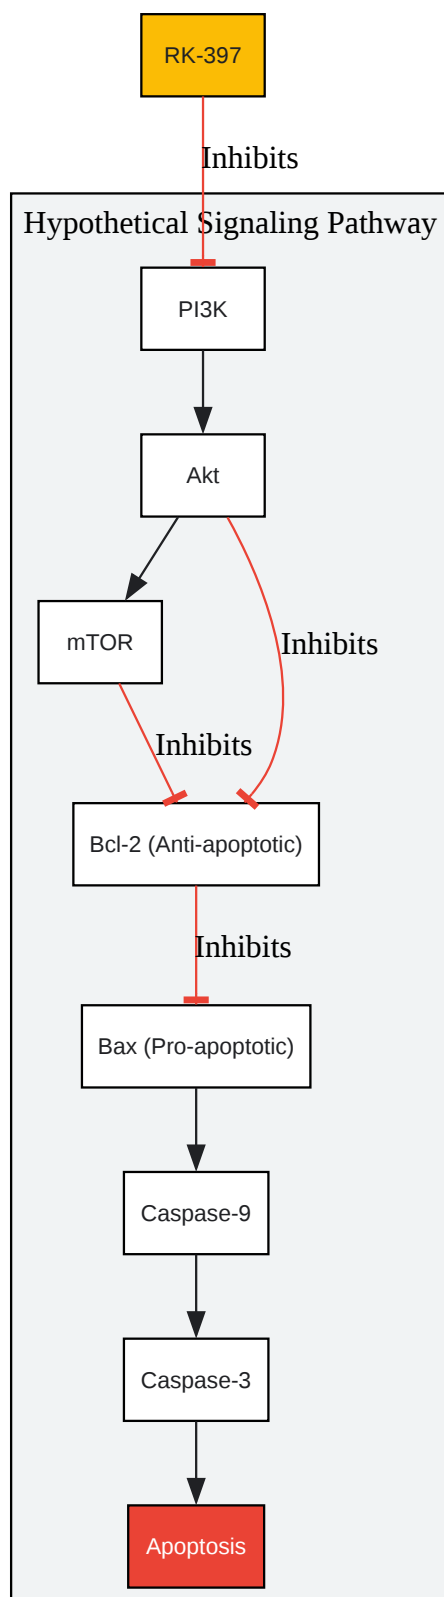 RK-397
Inhibits
Hypothetical Signaling Pathway
PI3K
Akt
mTOR
Inhibits
Inhibits
Bcl-2 (Anti-apoptotic)
Inhibits
Bax (Pro-apoptotic)
Caspase-9
Caspase-3
Apoptosis